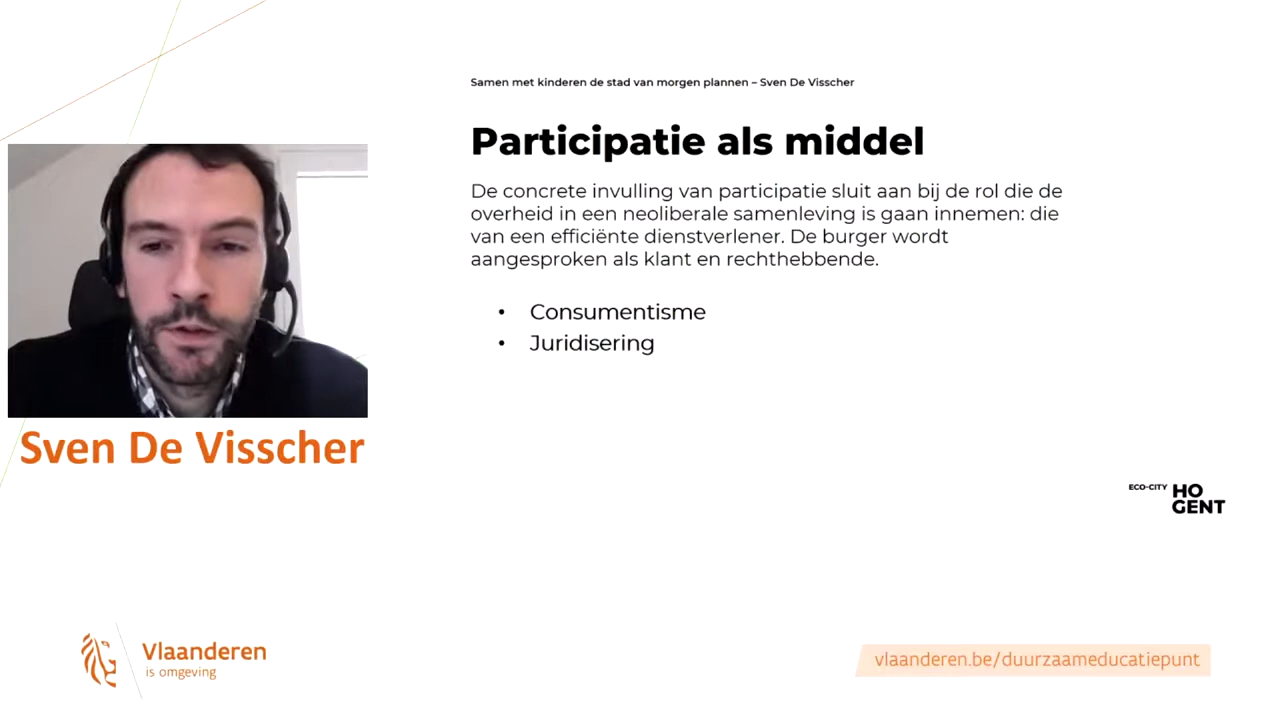 Samen met kinderen de stad van morgen plannen – Sven De Visscher
Participatie als middel
De concrete invulling van participatie sluit aan bij de rol die de
overheid in een neoliberale samenleving is gaan innemen: die
van een efficiënte dienstverlener. De burger wordt
aangesproken als klant en rechthebbende.
• Consumentisme
• Juridisering
Sven De Visscher
ECO-CITY HO
GENT
Vlaanderen
is omgeving
vlaanderen.be/duurzaameducatiepunt